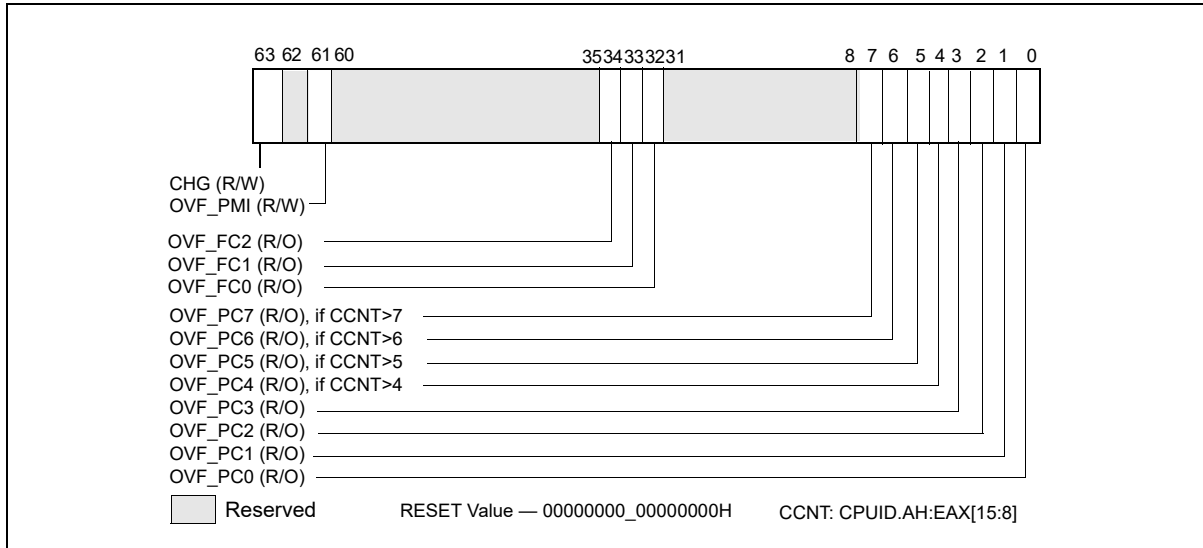 63 62 61 60 35 34 33 32 31 8 7 6 5 4 3 2 1 0
CHG (R/W)
OVF_PMI (R/W)
OVF_FC2 (R/O)
OVF_FC1 (R/O)
OVF_FC0 (R/O)
OVF_PC7 (R/O), if CCNT>7
OVF_PC6 (R/O), if CCNT>6
OVF_PC5 (R/O), if CCNT>5
OVF_PC4 (R/O), if CCNT>4
OVF_PC3 (R/O)
OVF_PC2 (R/O)
OVF_PC1 (R/O)
OVF_PC0 (R/O)
Reserved RESET Value — 00000000_00000000H CCNT: CPUID.AH:EAX[15:8]